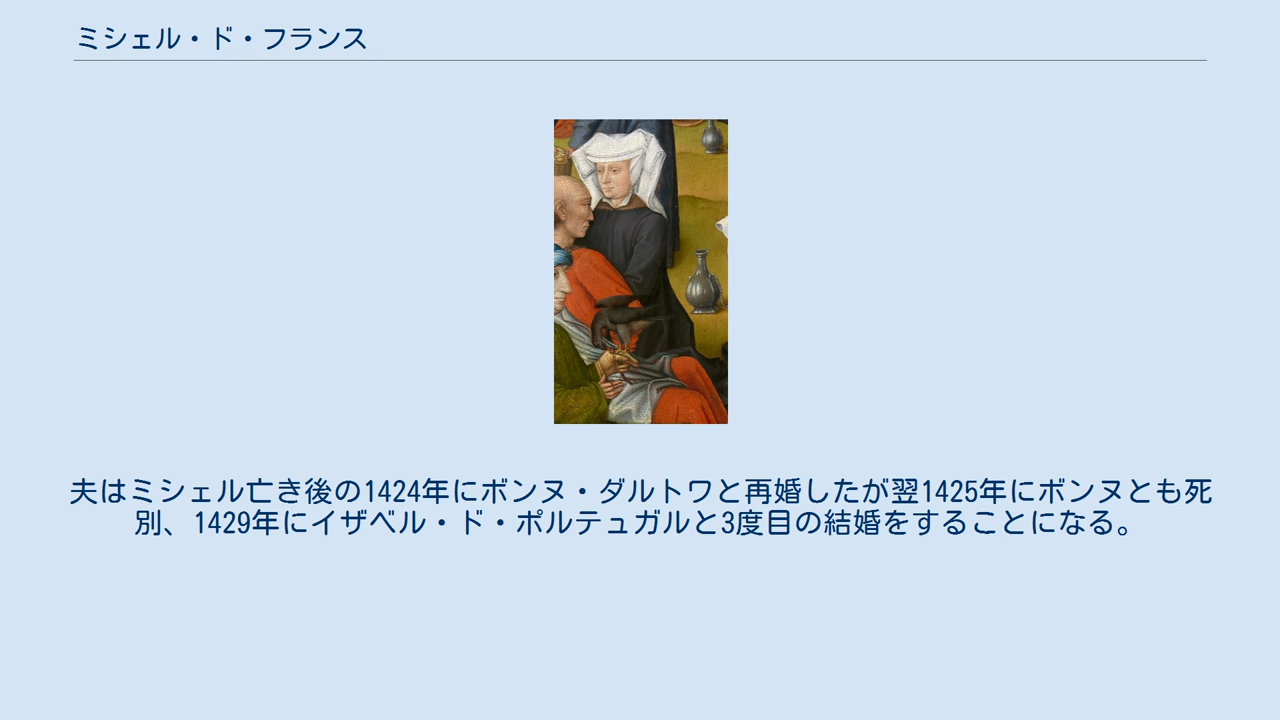 ミシェル・ド・フランス
夫はミシェル亡き後の1424年にボンヌ・ダルトワと再婚したが翌1425年にボンヌとも死
別、1429年にイザベル・ド・ポルテュガルと3度目の結婚をすることになる。